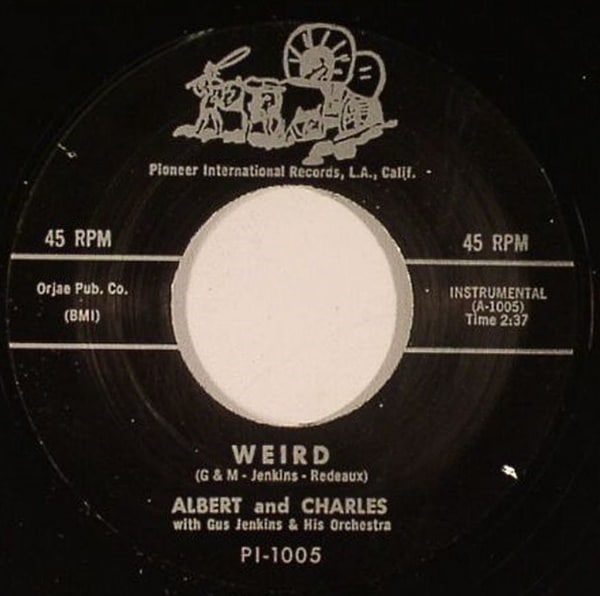 Pioneer International Records, L.A., Calif.
45 RPM
45 RPM
Orjae Pub. Co.
(BMI)
INSTRUMENTAL
(A-1005)
Time 2:37
WEIRD
(G & M - Jenkins - Redeaux)
ALBERT and CHARLES
with Gus Jenkins & His Orchestra
PI-1005